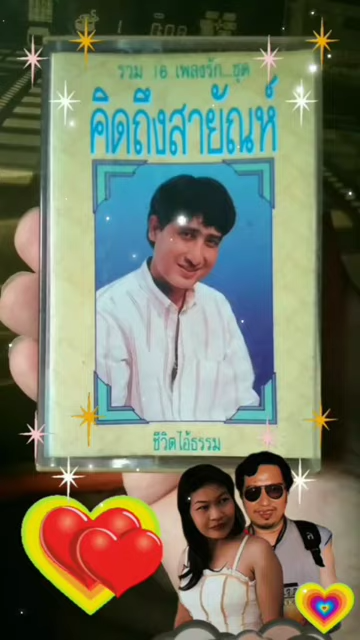 รวม 16 เพลงรัก...ชุด
คิดถึงสายัณห์
ชีวิตไอ้ธรรม